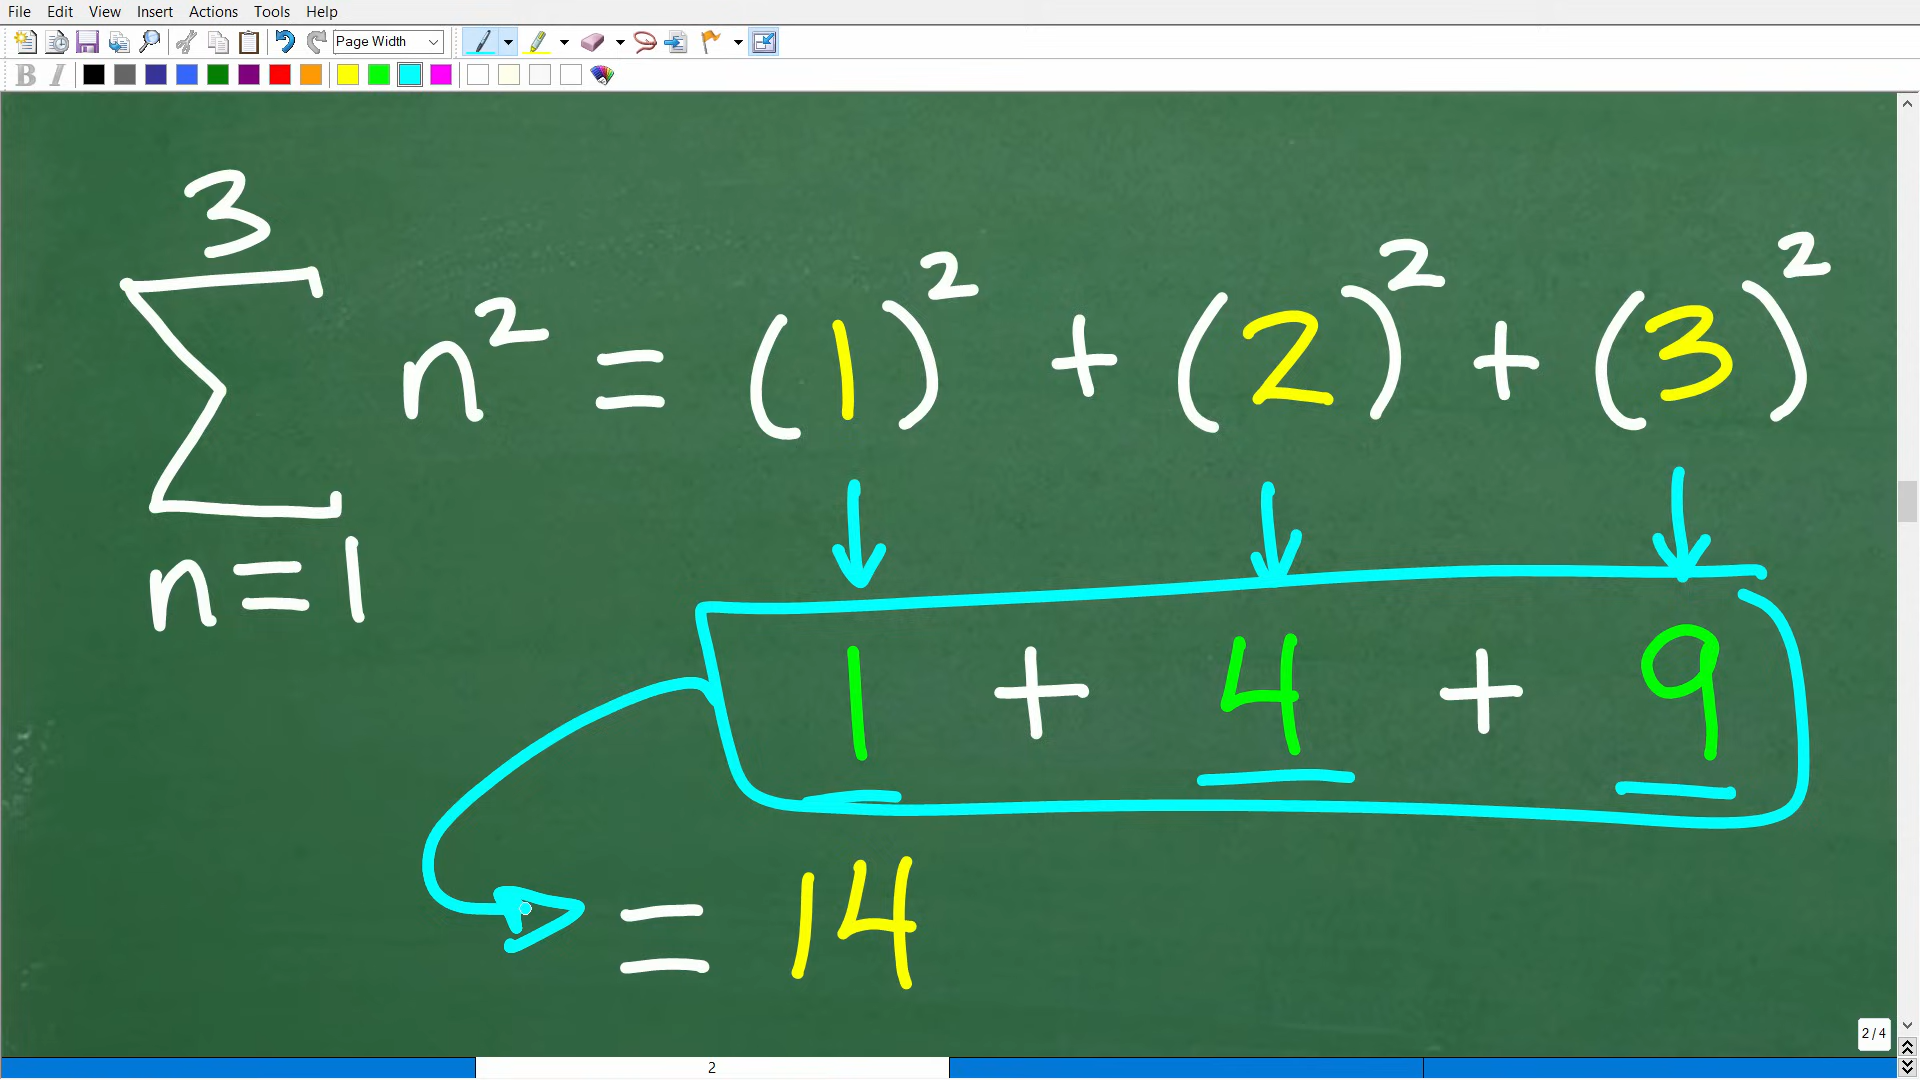 File Edit View Insert Actions Tools Help
Page Width
B I
3
∑ n² = (1)² + (2)² + (3)²
n=1
1 + 4 + 9
= 14
2/4
2